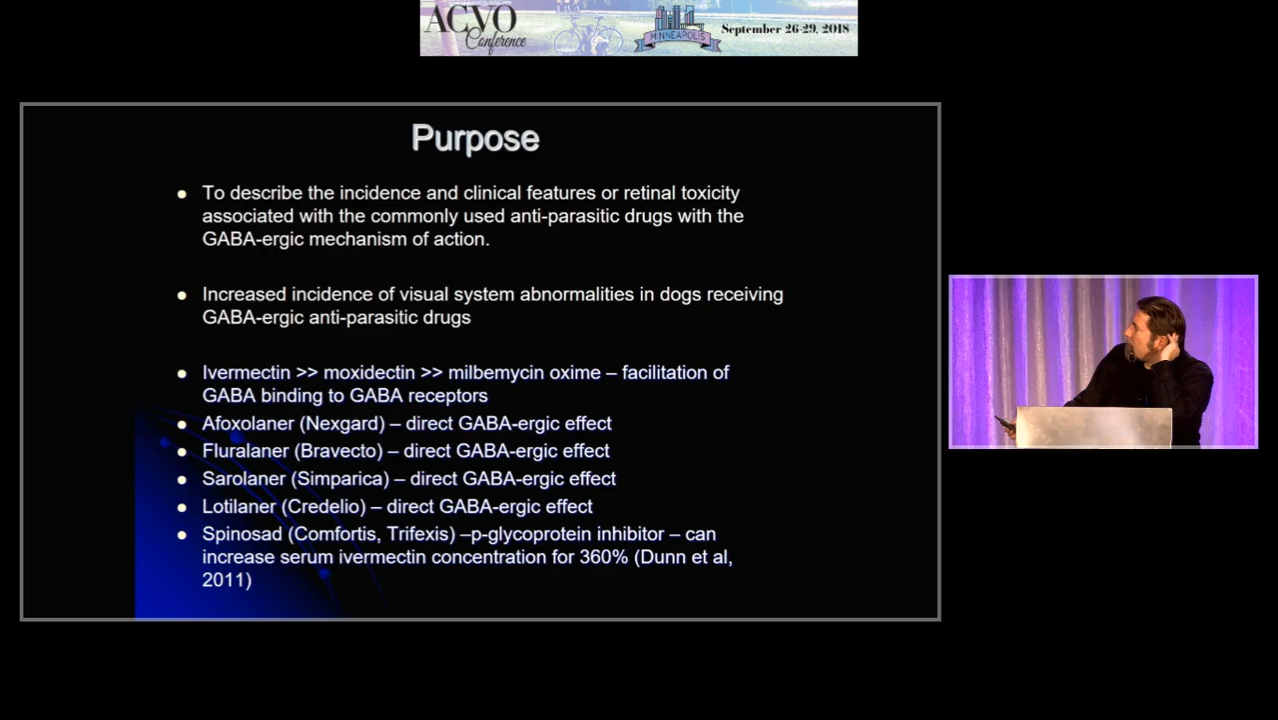 ACVO
Conference
MINNEAPOLIS
September 26-29, 2018
Purpose
To describe the incidence and clinical features or retinal toxicity
associated with the commonly used anti-parasitic drugs with the
GABA-ergic mechanism of action.
Increased incidence of visual system abnormalities in dogs receiving
GABA-ergic anti-parasitic drugs
Ivermectin >> moxidectin >> milbemycin oxime – facilitation of
GABA binding to GABA receptors
Afoxolaner (Nexgard) – direct GABA-ergic effect
Fluralaner (Bravecto) – direct GABA-ergic effect
Sarolaner (Simparica) – direct GABA-ergic effect
Lotilaner (Credelio) – direct GABA-ergic effect
Spinosad (Comfortis, Trifexis) –p-glycoprotein inhibitor – can
increase serum ivermectin concentration for 360% (Dunn et al,
2011)